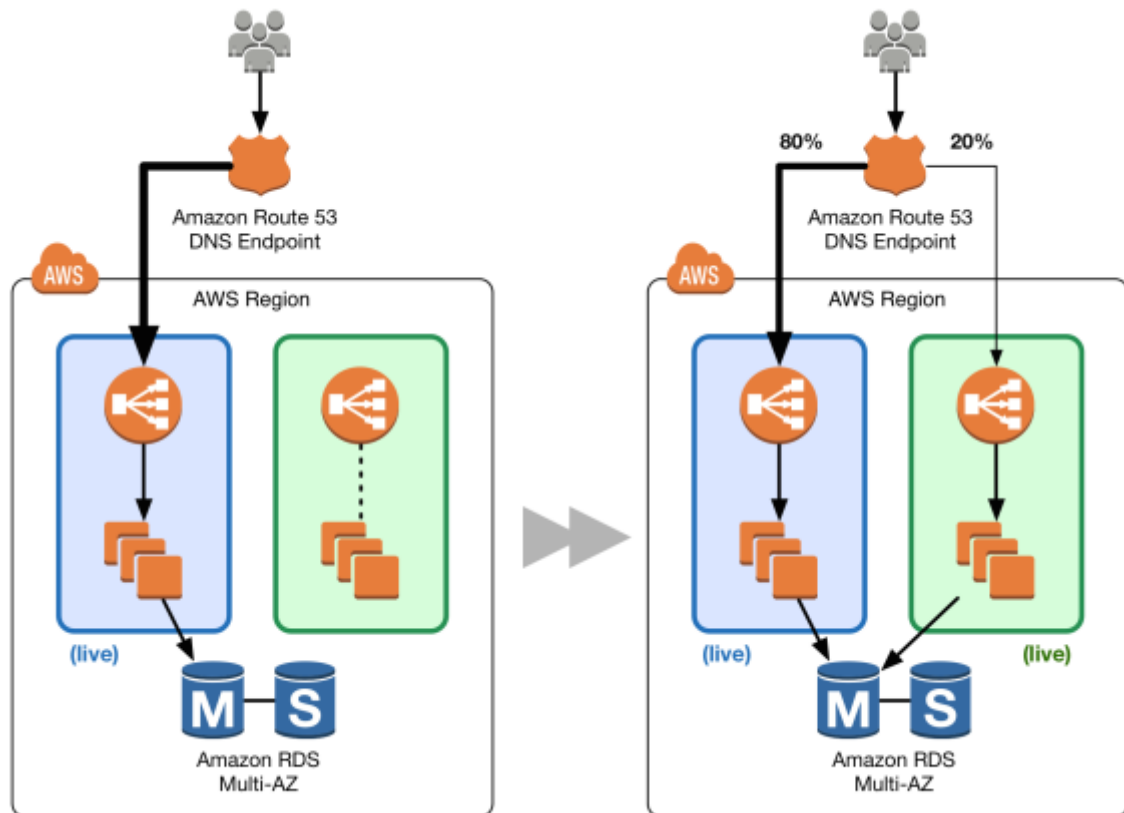 Amazon Route 53
DNS Endpoint
AWS
AWS Region
(live)
M
S
Amazon RDS
Multi-AZ
80%
20%
Amazon Route 53
DNS Endpoint
AWS
AWS Region
(live)
(live)
M
S
Amazon RDS
Multi-AZ